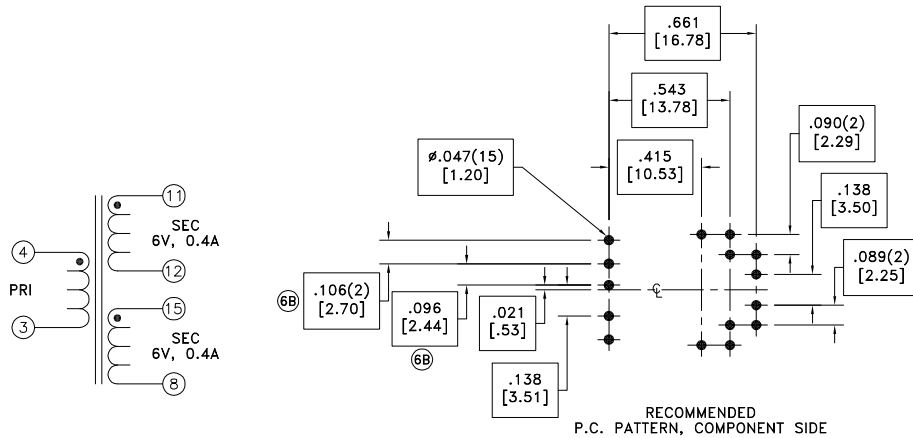 .661
[16.78]
.543
[13.78]
.415
[10.53]
.090(2)
[2.29]
.138
[3.50]
.089(2)
[2.25]
ø.047(15)
[1.20]
11
SEC
6V, 0.4A
12
4
PRI
3
15
SEC
6V, 0.4A
8
6B
.106(2)
[2.70]
.096
[2.44]
6B
.021
[.53]
.138
[3.51]
CL
RECOMMENDED
P.C. PATTERN, COMPONENT SIDE